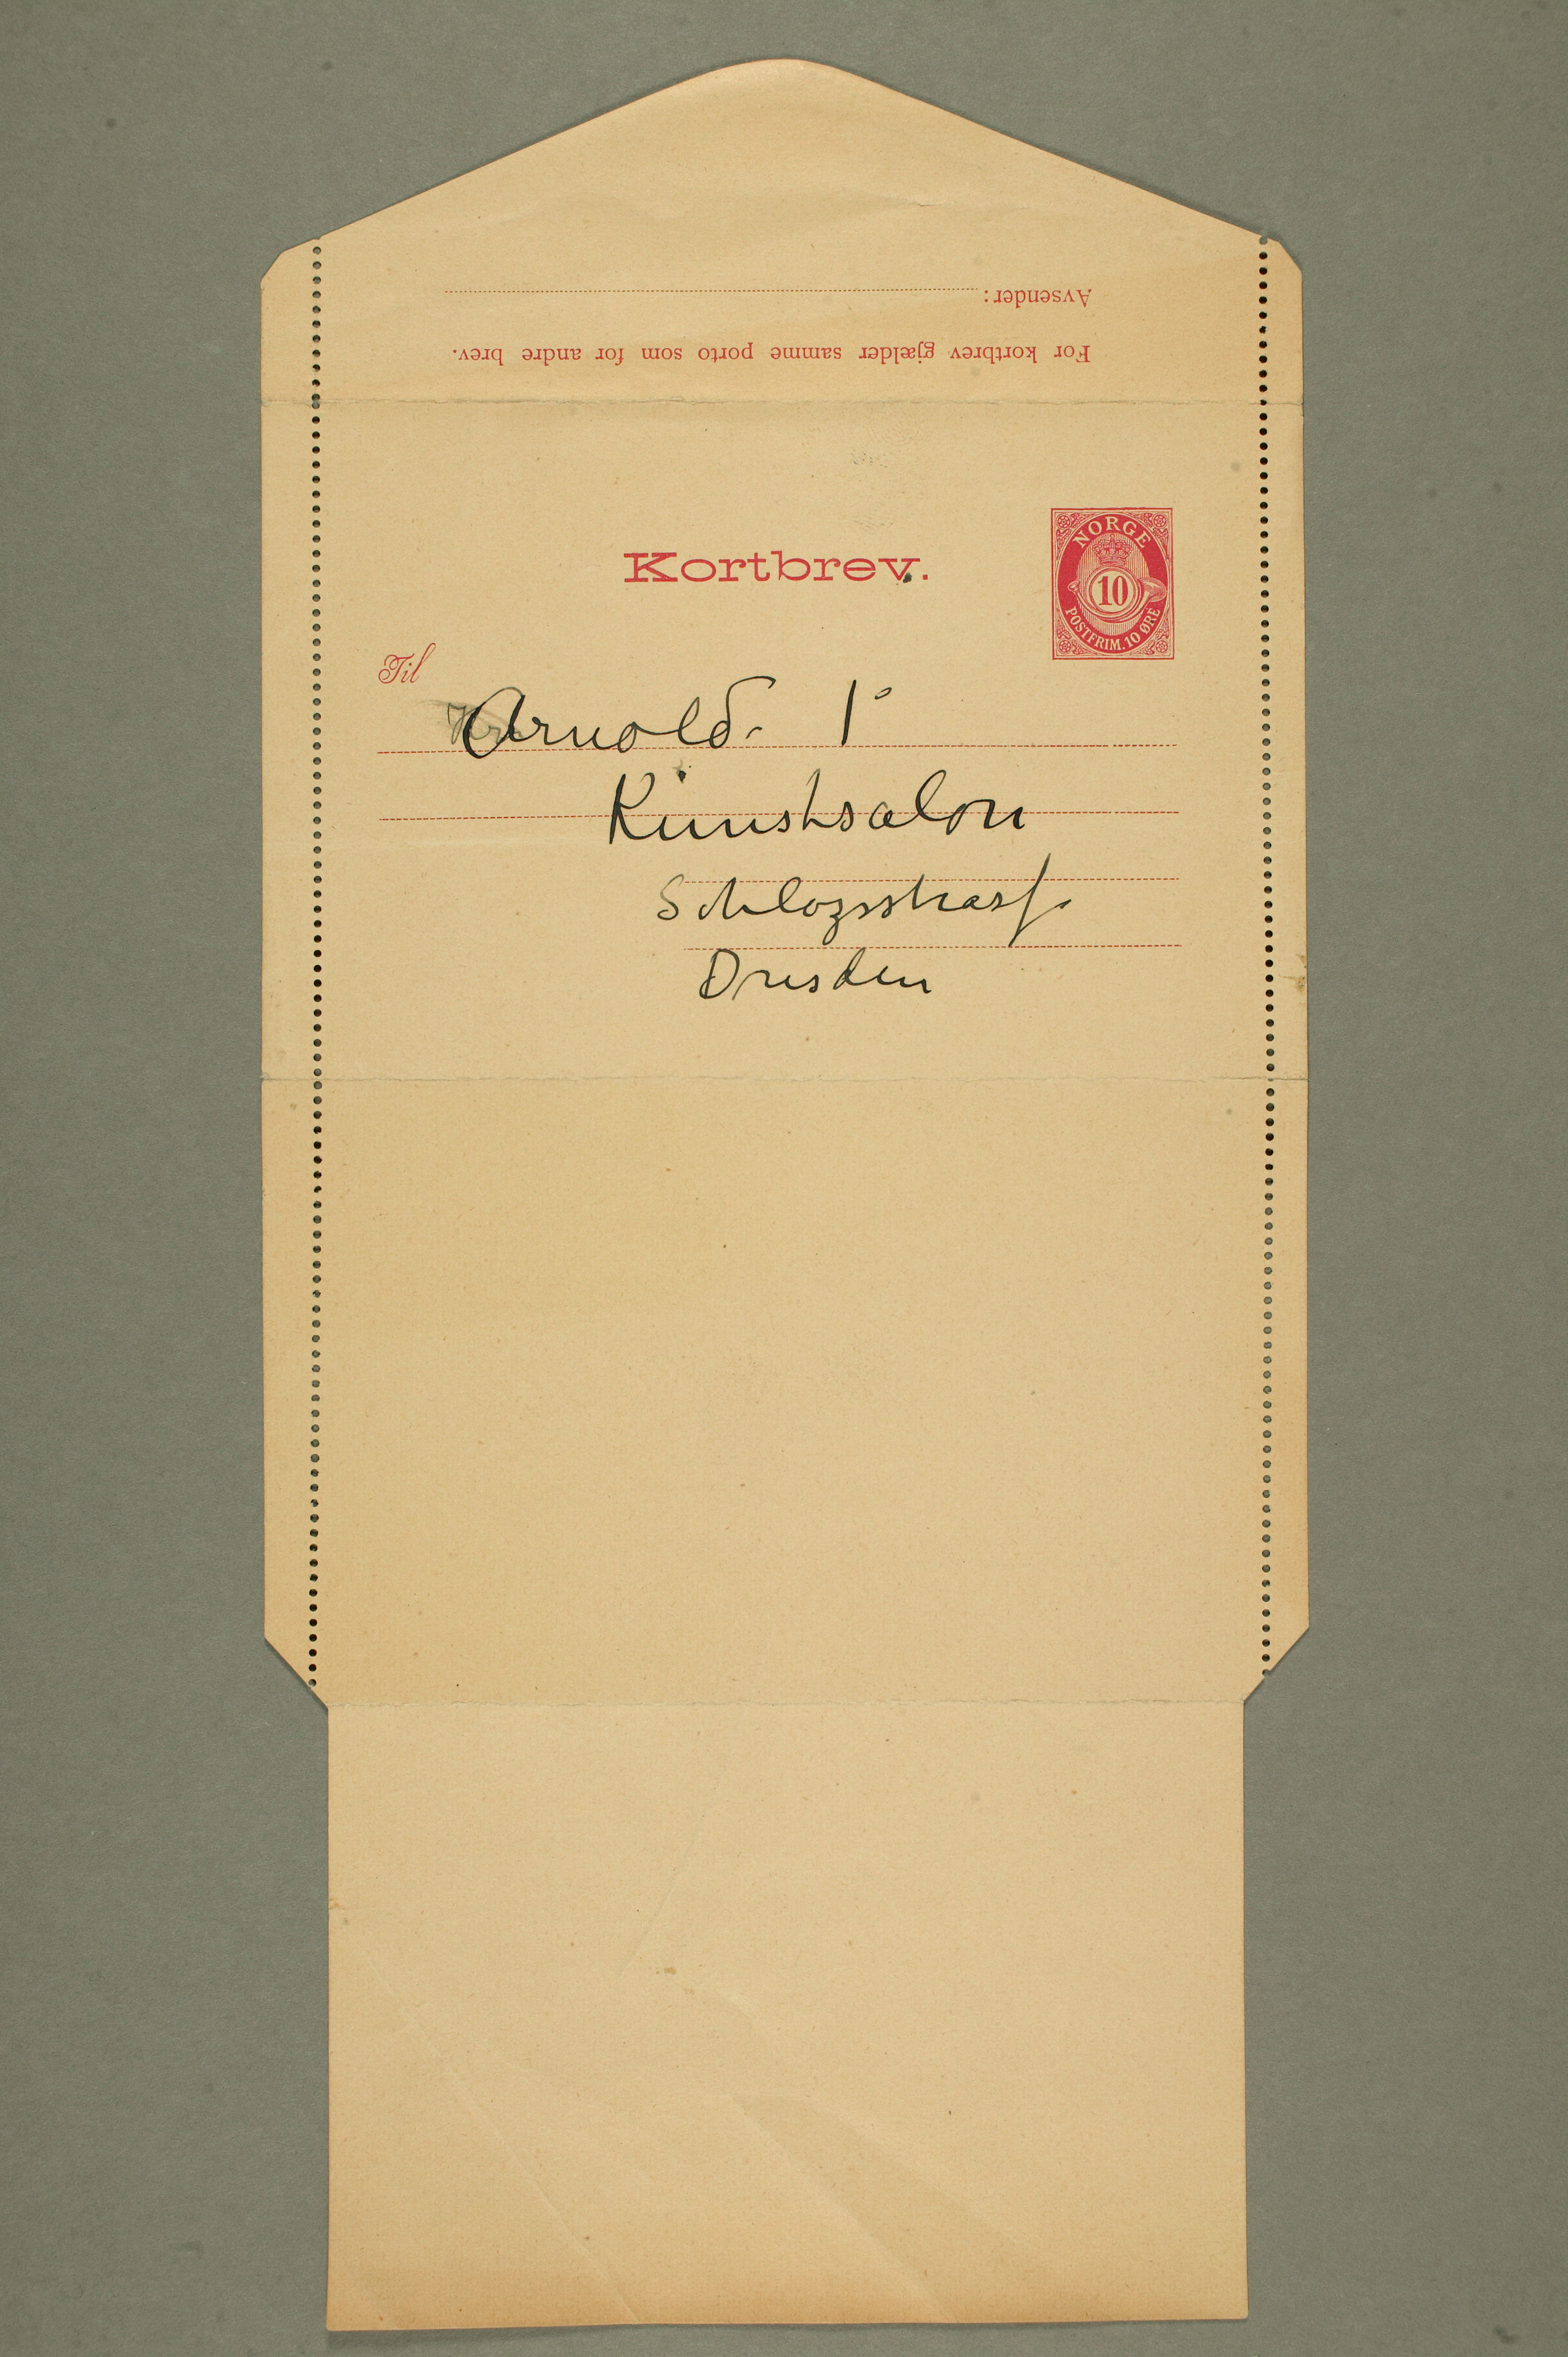 Avsender:
For kortbrev gjælder samme porto som for andre brev.
Kortbrev.
NORGE
10
POSTFRIM. 10 ØRE
Til
Arnold.
Kunstsalon
Schlozsstrasse
Dresden